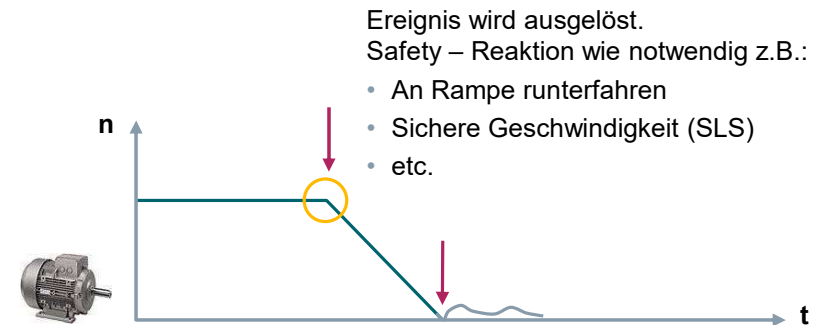 Ereignis wird ausgelöst.
Safety – Reaktion wie notwendig z.B.:
• An Rampe runterfahren
• Sichere Geschwindigkeit (SLS)
• etc.
n
t